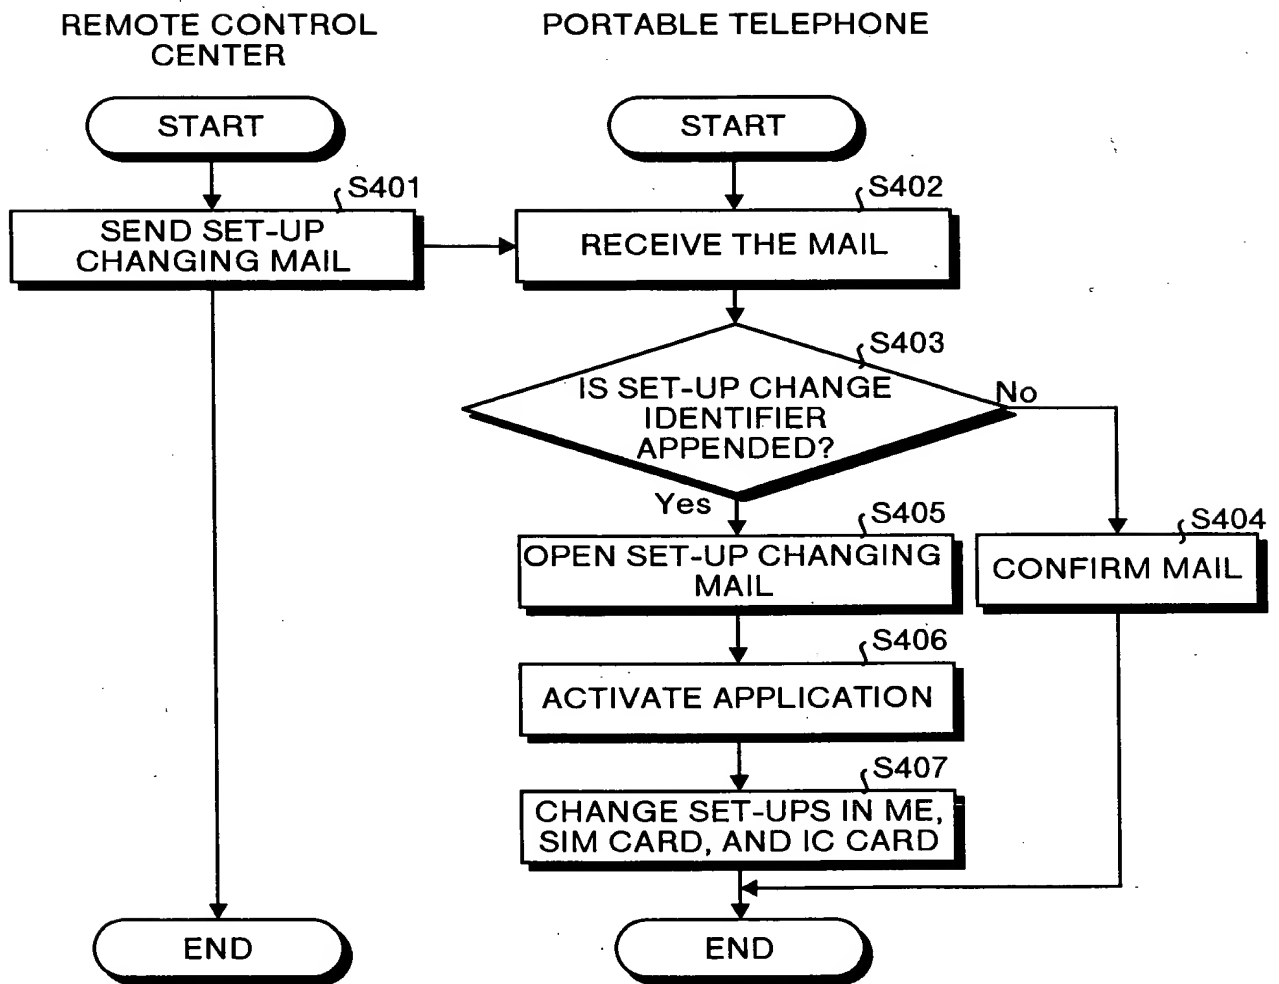 REMOTE CONTROL
CENTER
PORTABLE TELEPHONE
START
START
S401
SEND SET-UP
CHANGING MAIL
S402
RECEIVE THE MAIL
S403
IS SET-UP CHANGE
IDENTIFIER
APPENDED?
No
Yes
S405
OPEN SET-UP CHANGING
MAIL
S404
CONFIRM MAIL
S406
ACTIVATE APPLICATION
S407
CHANGE SET-UPS IN ME,
SIM CARD, AND IC CARD
END
END